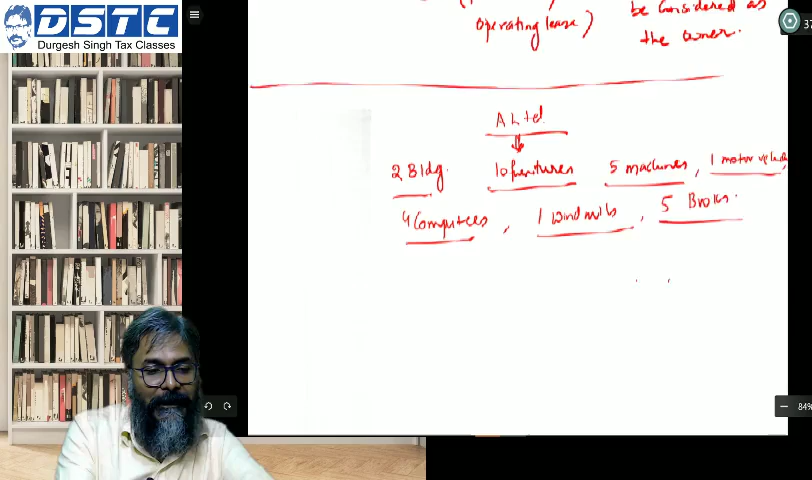 DSTC
Durgesh Singh Tax Classes
operating lease)
be Considered as
the owner.
37
A Ltd.
2 Bldg. 10 furnitures 5 machines, 1 motor vehicle,
4 Computers, 1 windmills, 5 Books.
84%